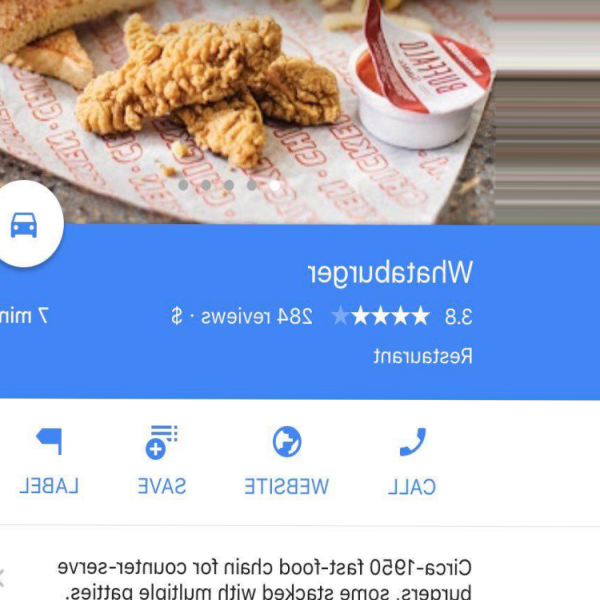 BUFFALO
CHICKEN · CHICKEN
Whataburger
3.8 ★★★★★ 284 reviews · $
7 min
Restaurant
CALL WEBSITE SAVE LABEL
Circa-1950 fast-food chain for counter-serve
burgers, some stacked with multiple patties,